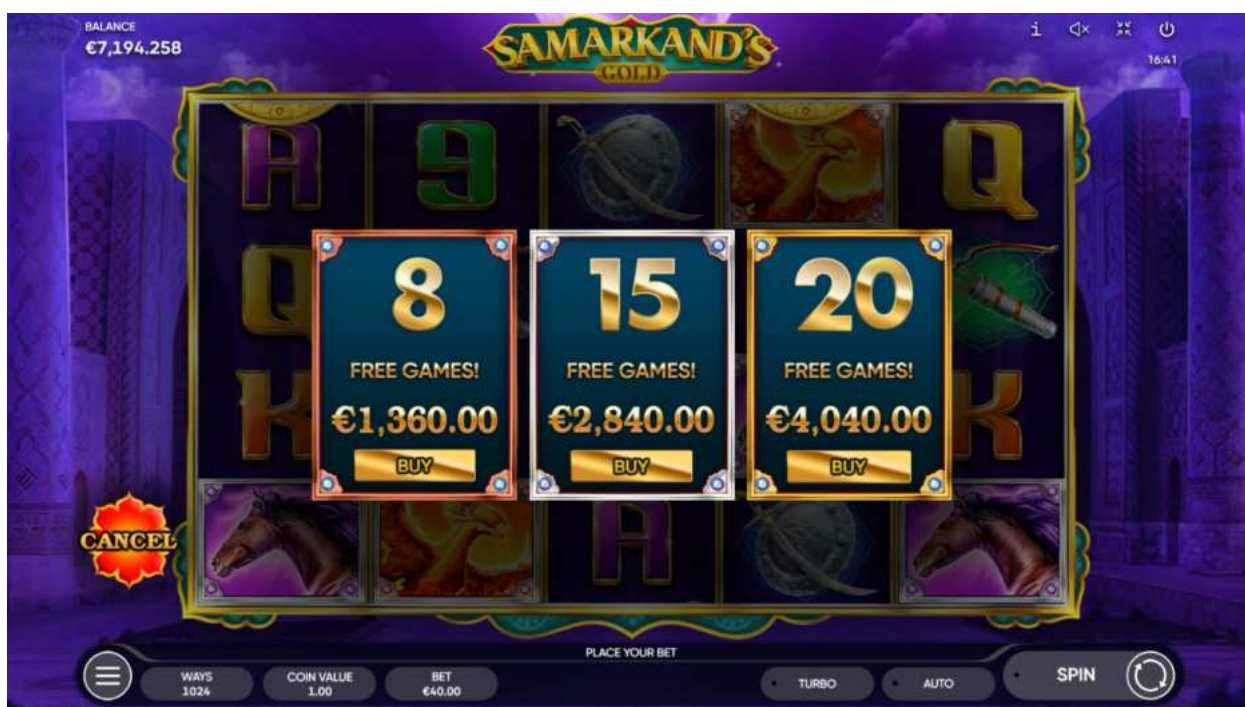 BALANCE
€7,194.258
SAMARKAND'S
GOLD
16:41
A 9 Q
8 15 20
FREE GAMES! FREE GAMES! FREE GAMES!
€1,360.00 €2,840.00 €4,040.00
BUY BUY BUY
Q
K K
CANCEL
A
PLACE YOUR BET
WAYS COIN VALUE BET
1024 1.00 €40.00
TURBO AUTO SPIN